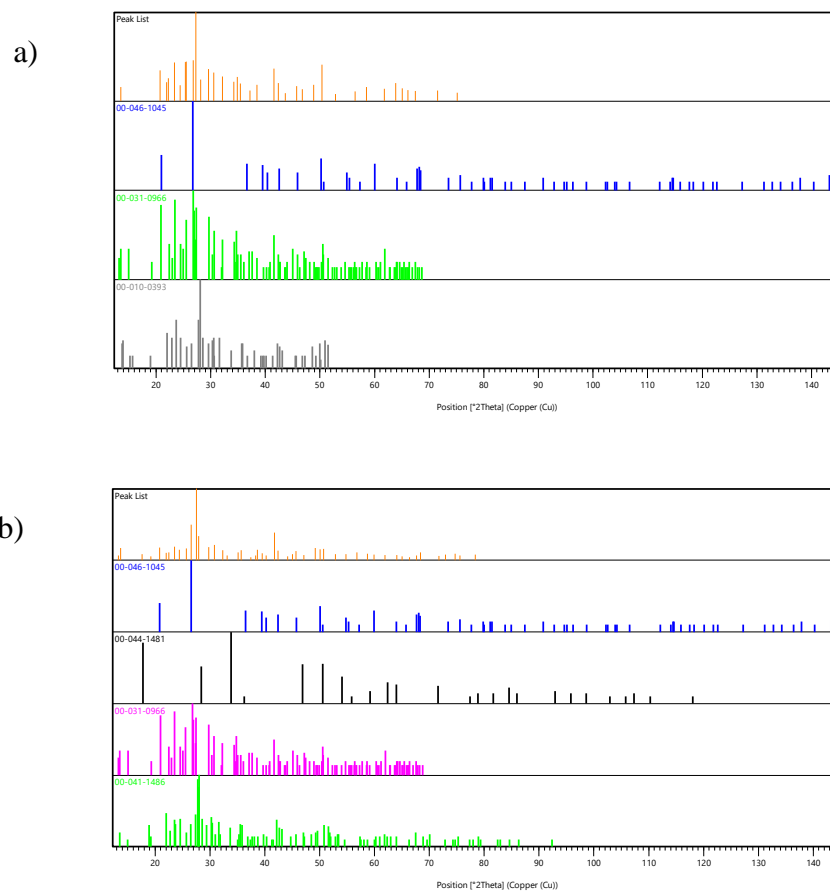 a)
Peak List
00-046-1045
00-031-0966
00-010-0393
20 30 40 50 60 70 80 90 100 110 120 130 140
Position [°2Theta] (Copper (Cu))
b)
Peak List
00-046-1045
00-044-1481
00-031-0966
00-041-1486
20 30 40 50 60 70 80 90 100 110 120 130 140
Position [°2Theta] (Copper (Cu))